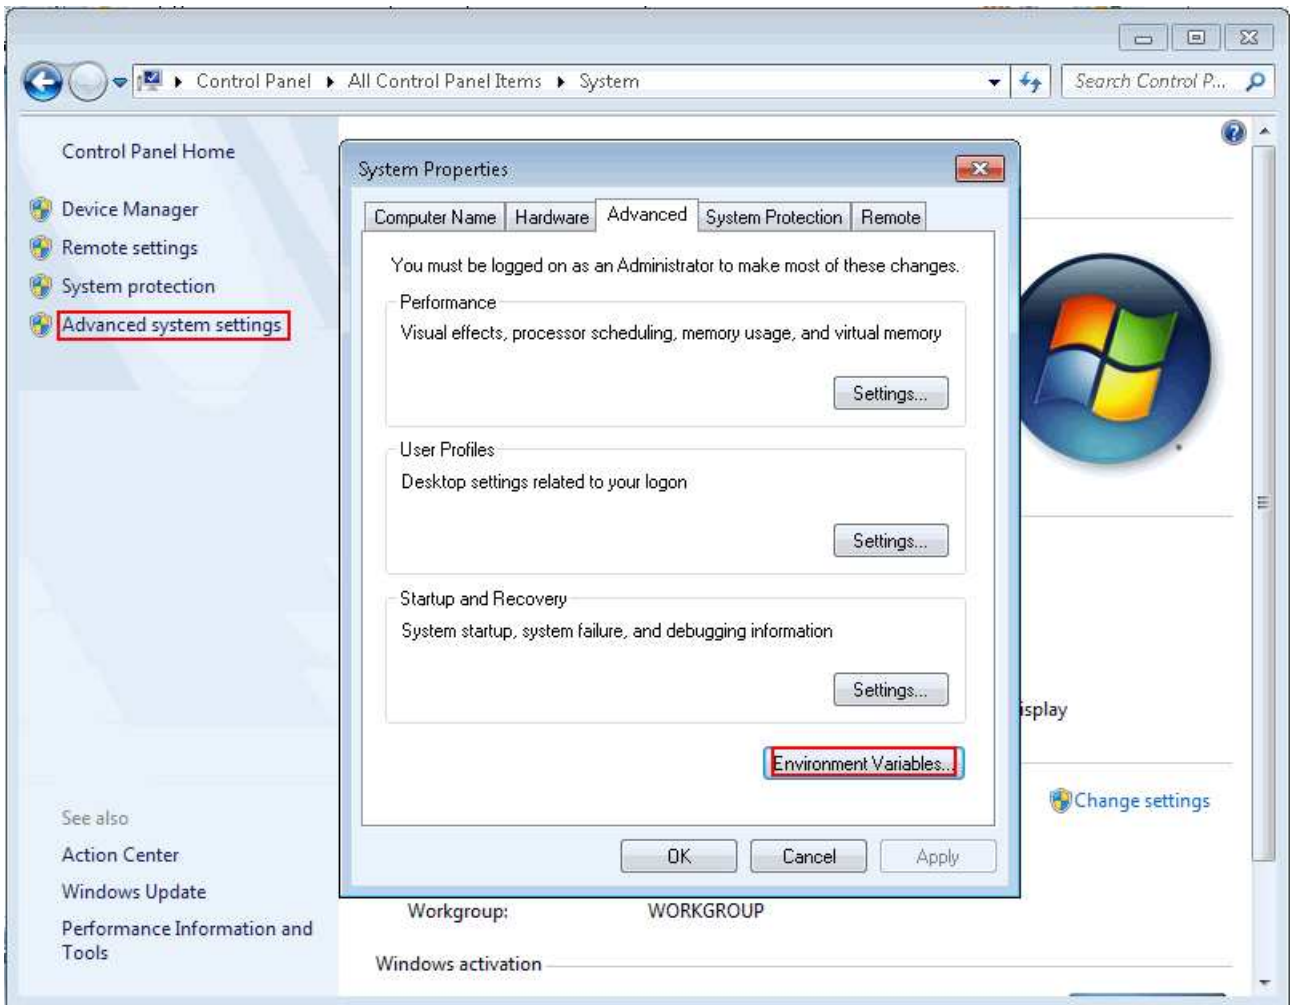 Control Panel ▸ All Control Panel Items ▸ System
Search Control P...
Control Panel Home
Device Manager
Remote settings
System protection
Advanced system settings
See also
Action Center
Windows Update
Performance Information and
Tools
System Properties
Computer Name
Hardware
Advanced
System Protection
Remote
You must be logged on as an Administrator to make most of these changes.
Performance
Visual effects, processor scheduling, memory usage, and virtual memory
Settings...
User Profiles
Desktop settings related to your logon
Settings...
Startup and Recovery
System startup, system failure, and debugging information
Settings...
Environment Variables...
OK
Cancel
Apply
isplay
Change settings
Workgroup: WORKGROUP
Windows activation